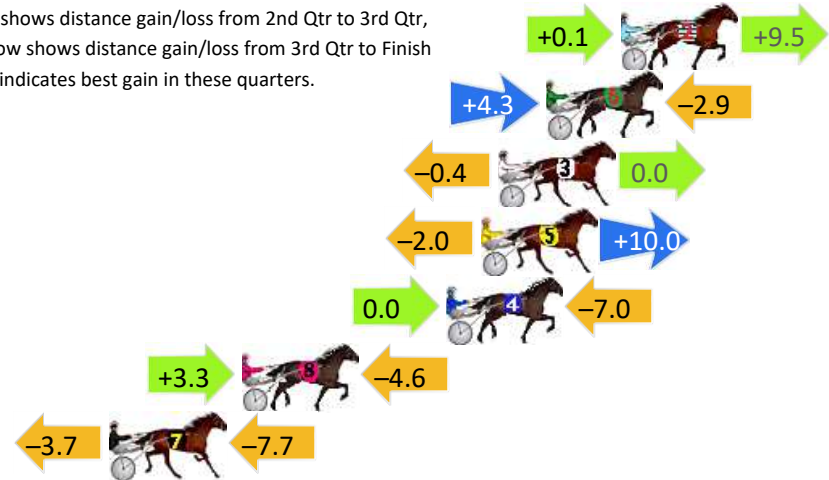 shows distance gain/loss from 2nd Qtr to 3rd Qtr,
ow shows distance gain/loss from 3rd Qtr to Finish
indicates best gain in these quarters.
+0.1 2 +9.5
+4.3 6 –2.9
–0.4 3 0.0
–2.0 5 +10.0
0.0 4 –7.0
+3.3 8 –4.6
–3.7 7 –7.7